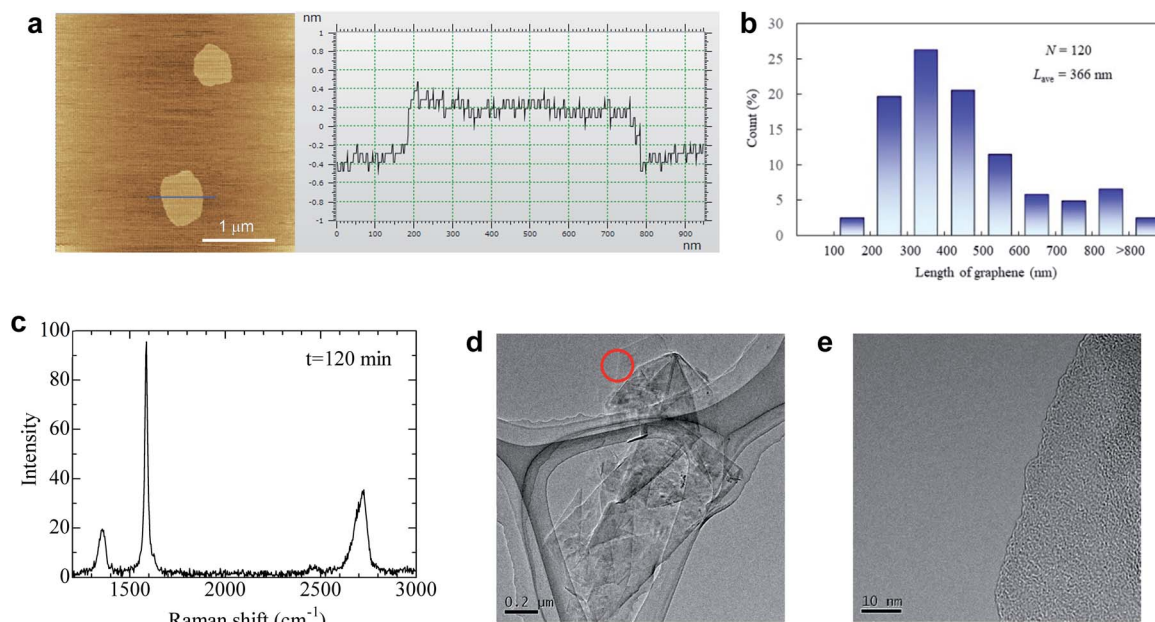 a
nm
1
0.8
0.6
0.4
0.2
0
-0.2
-0.4
-0.6
-0.8
-1
0 100 200 300 400 500 600 700 800 900
nm
1 μm
b
N = 120
Lave = 366 nm
Count (%)
30
25
20
15
10
5
0
100 200 300 400 500 600 700 800 >800
Length of graphene (nm)
c
t=120 min
Intensity
100
80
60
40
20
0
1500 2000 2500 3000
Raman shift (cm-1)
d
0.2 μm
e
10 nm